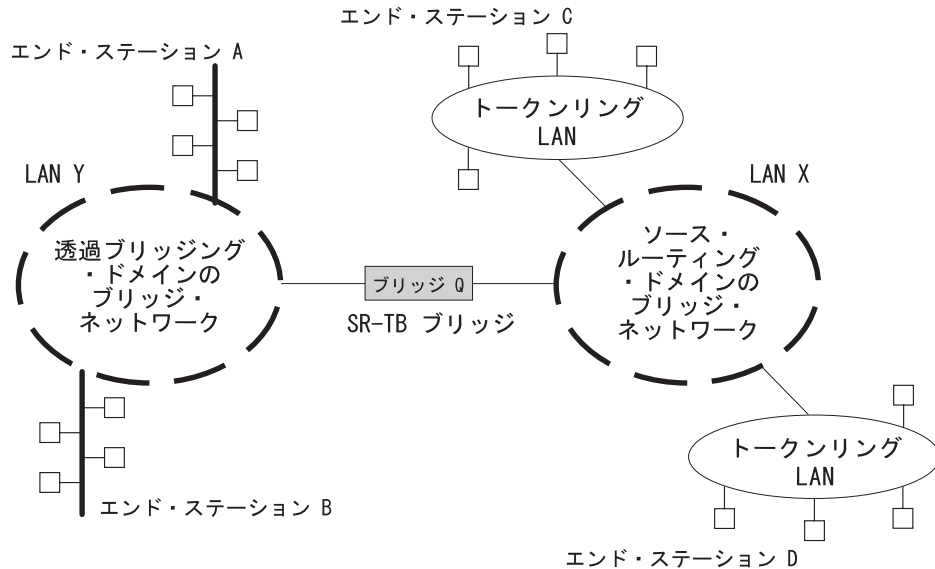 エンド・ステーション C
エンド・ステーション A
トークンリング
LAN
LAN Y
LAN X
透過ブリッジング
・ドメインの
ブリッジ・
ネットワーク
ブリッジ Q
SR-TB ブリッジ
ソース・
ルーティング
・ドメインの
ブリッジ・
ネットワーク
トークンリング
LAN
エンド・ステーション B
エンド・ステーション D